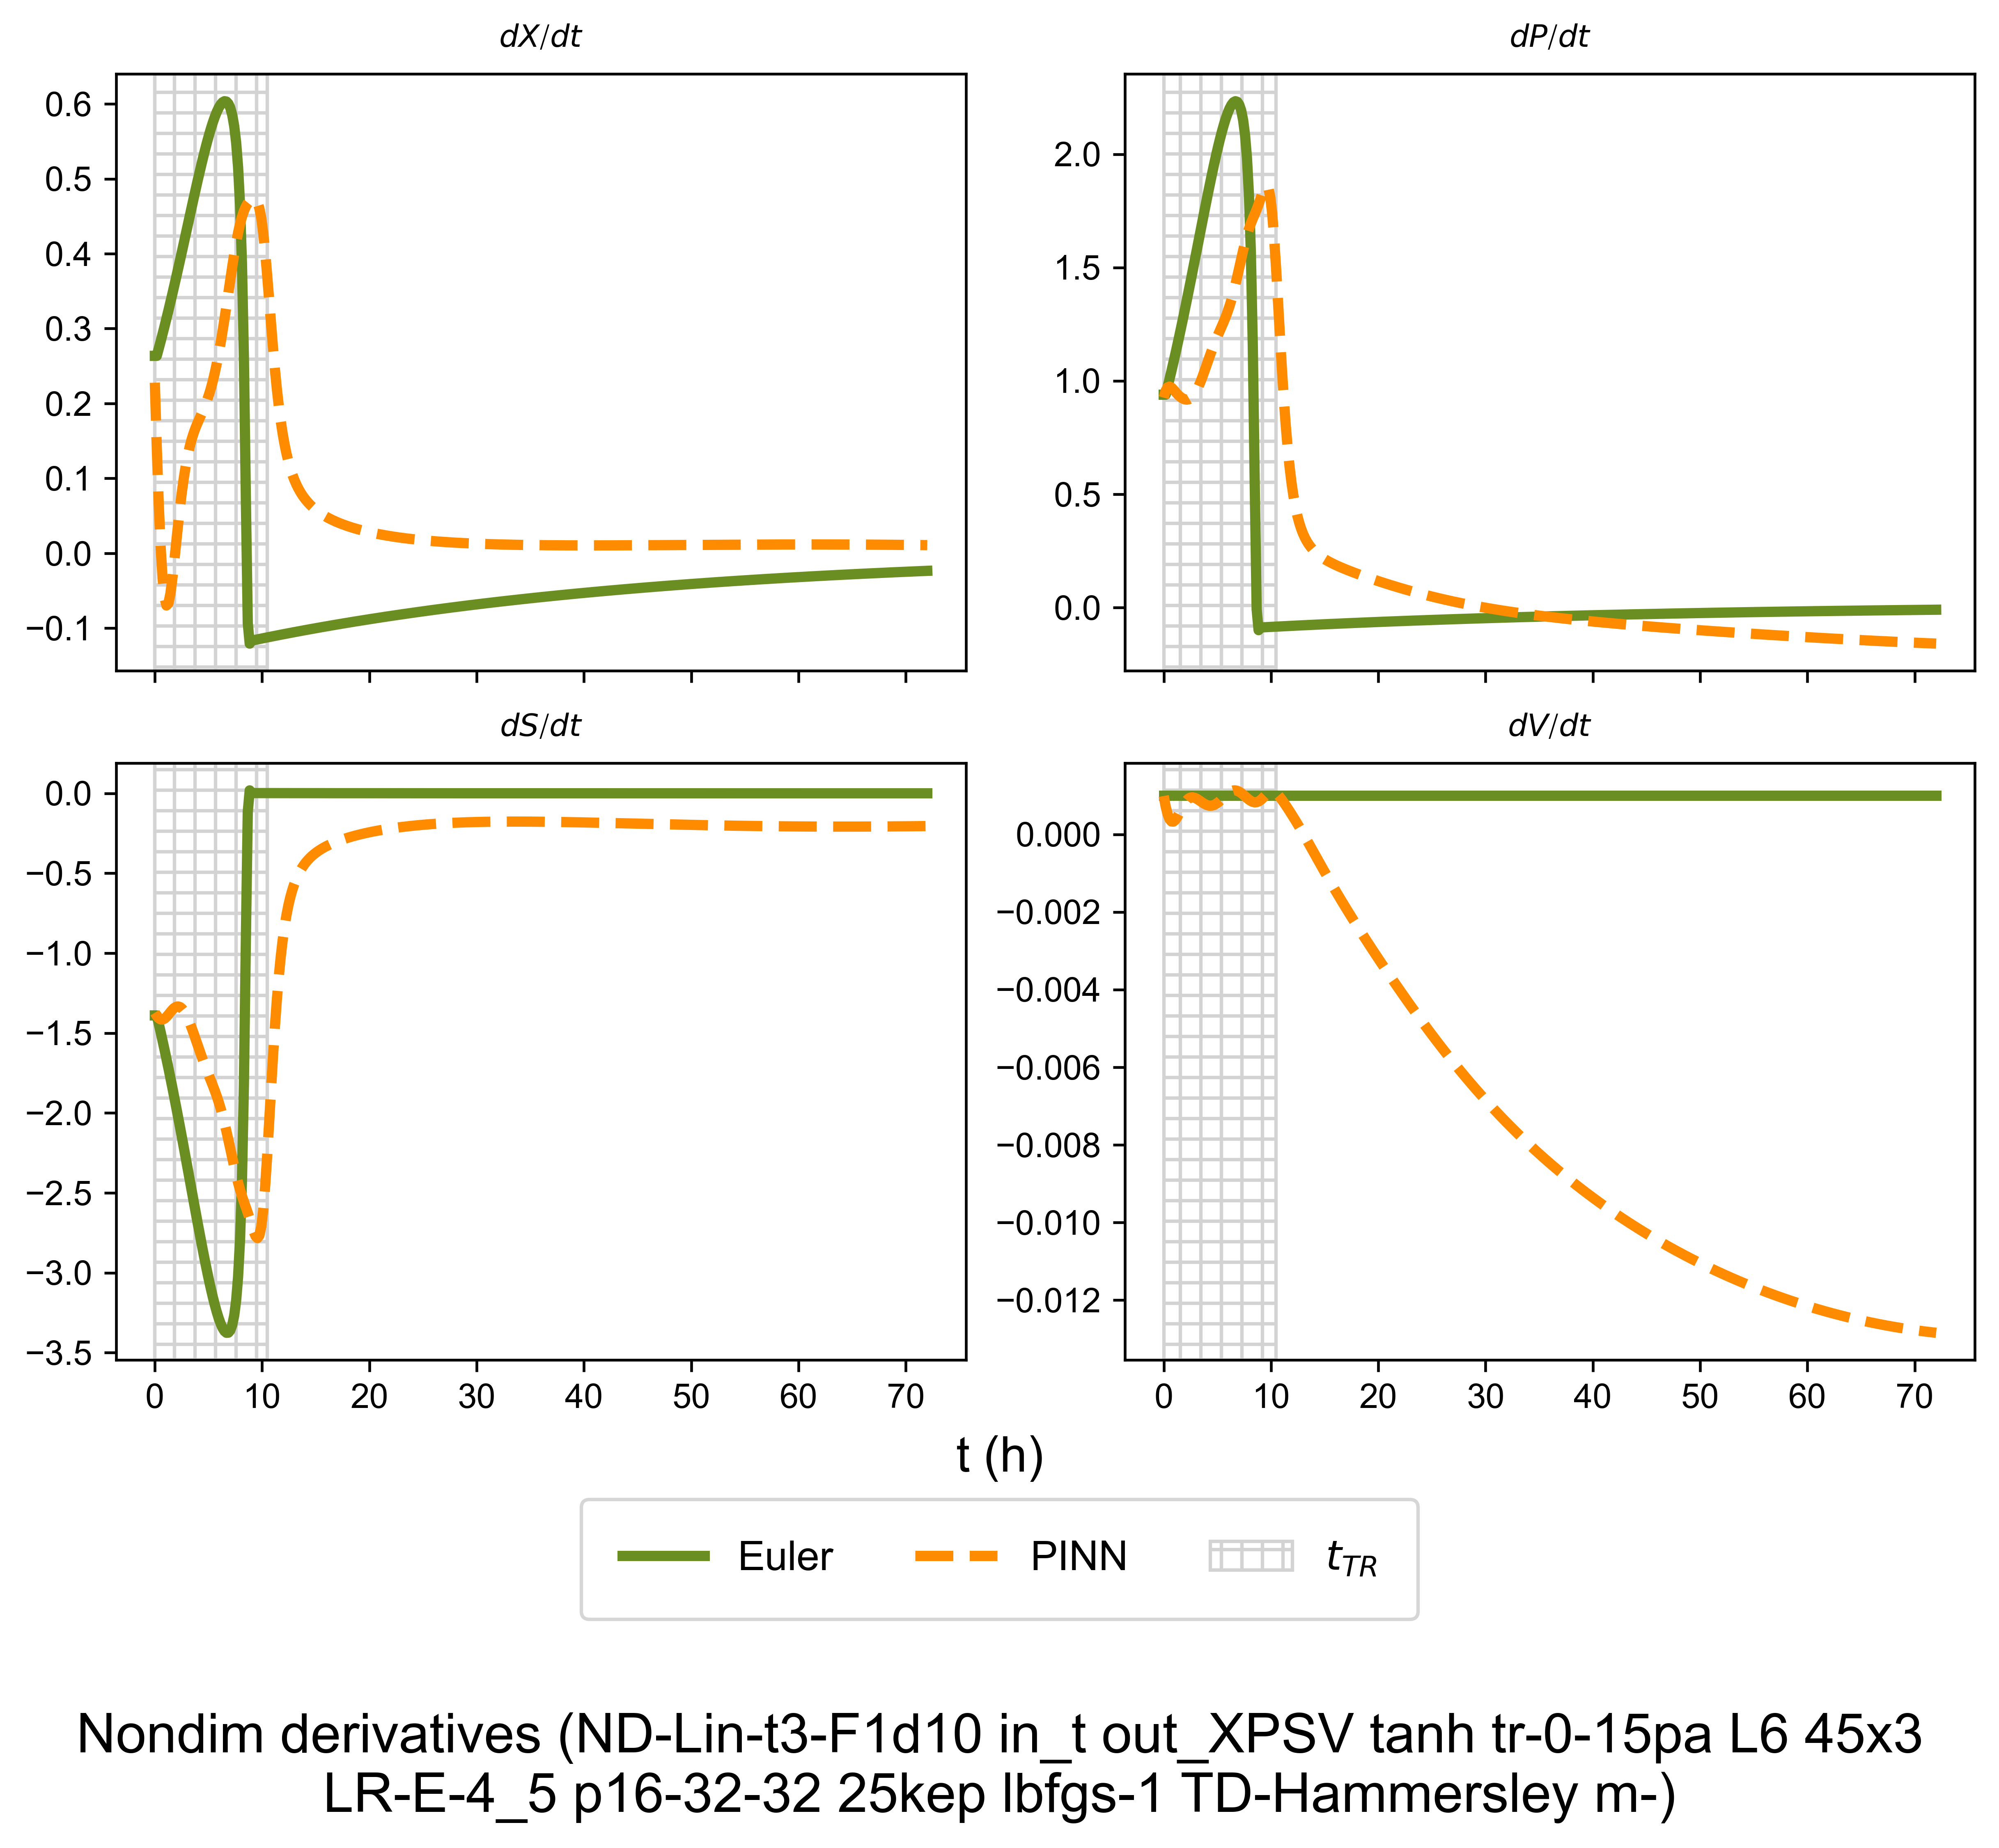 dX/dt
dP/dt
0.6
0.5
0.4
0.3
0.2
0.1
0.0
−0.1
2.0
1.5
1.0
0.5
0.0
dS/dt
dV/dt
0.0
−0.5
−1.0
−1.5
−2.0
−2.5
−3.0
−3.5
0.000
−0.002
−0.004
−0.006
−0.008
−0.010
−0.012
0 10 20 30 40 50 60 70
0 10 20 30 40 50 60 70
t (h)
Euler PINN t_TR
Nondim derivatives (ND-Lin-t3-F1d10 in_t out_XPSV tanh tr-0-15pa L6 45x3
LR-E-4_5 p16-32-32 25kep lbfgs-1 TD-Hammersley m-)